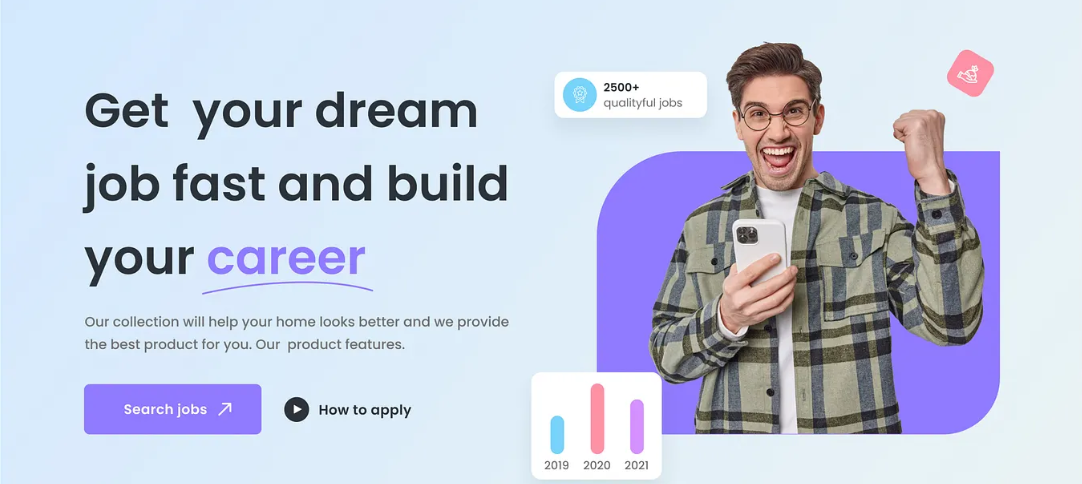 Get your dream
job fast and build
your career
Our collection will help your home looks better and we provide
the best product for you. Our product features.
Search jobs
How to apply
2500+
qualityful jobs
2019 2020 2021